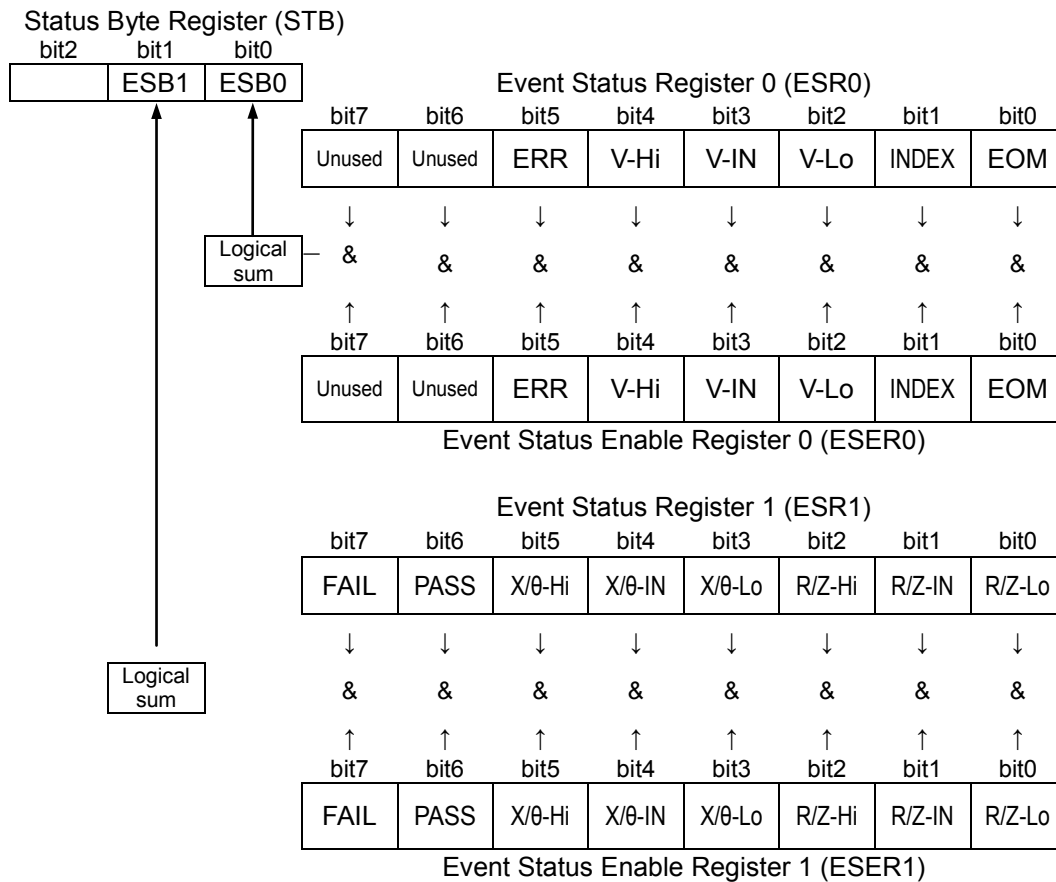 Status Byte Register (STB)
bit2 bit1 bit0
ESB1 ESB0
Event Status Register 0 (ESR0)
bit7 bit6 bit5 bit4 bit3 bit2 bit1 bit0
Unused Unused ERR V-Hi V-IN V-Lo INDEX EOM
↓ ↓ ↓ ↓ ↓ ↓ ↓ ↓
Logical
sum
& & & & & & & &
↑ ↑ ↑ ↑ ↑ ↑ ↑ ↑
bit7 bit6 bit5 bit4 bit3 bit2 bit1 bit0
Unused Unused ERR V-Hi V-IN V-Lo INDEX EOM
Event Status Enable Register 0 (ESER0)
Event Status Register 1 (ESR1)
bit7 bit6 bit5 bit4 bit3 bit2 bit1 bit0
FAIL PASS X/θ-Hi X/θ-IN X/θ-Lo R/Z-Hi R/Z-IN R/Z-Lo
↓ ↓ ↓ ↓ ↓ ↓ ↓ ↓
Logical
sum
& & & & & & & &
↑ ↑ ↑ ↑ ↑ ↑ ↑ ↑
bit7 bit6 bit5 bit4 bit3 bit2 bit1 bit0
FAIL PASS X/θ-Hi X/θ-IN X/θ-Lo R/Z-Hi R/Z-IN R/Z-Lo
Event Status Enable Register 1 (ESER1)